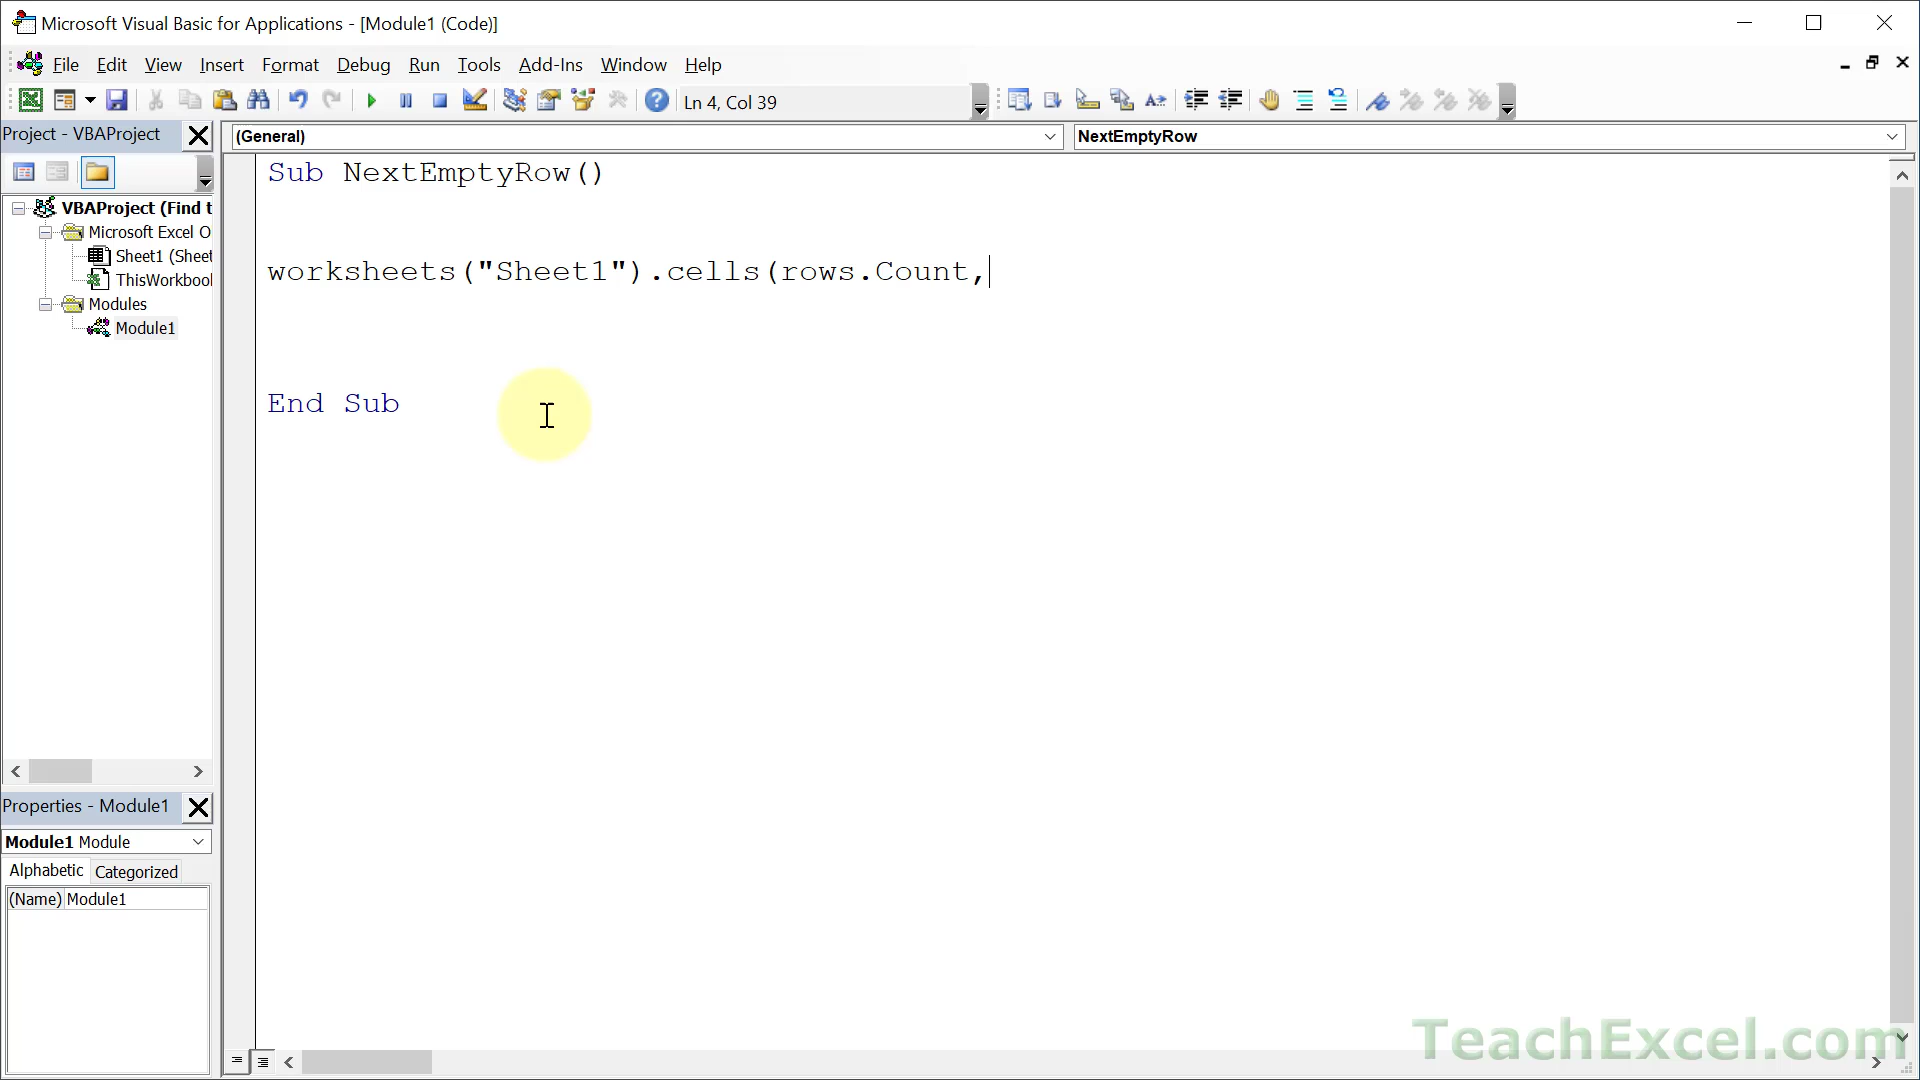 Microsoft Visual Basic for Applications - [Module1 (Code)]
File Edit View Insert Format Debug Run Tools Add-Ins Window Help
Ln 4, Col 39
Project - VBAProject
(General)
NextEmptyRow
VBAProject (Find t
Microsoft Excel O
Sheet1 (Sheet
ThisWorkbool
Modules
Module1
Sub NextEmptyRow()
worksheets("Sheet1").cells(rows.Count,
End Sub
Properties - Module1
Module1 Module
Alphabetic Categorized
(Name) Module1
TeachExcel.com